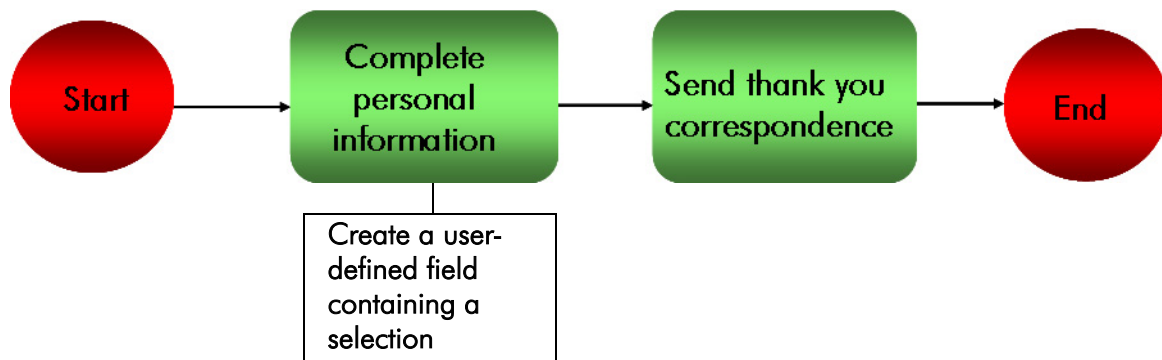 Start
Complete
personal
information
Send thank you
correspondence
End
Create a user-
defined field
containing a
selection